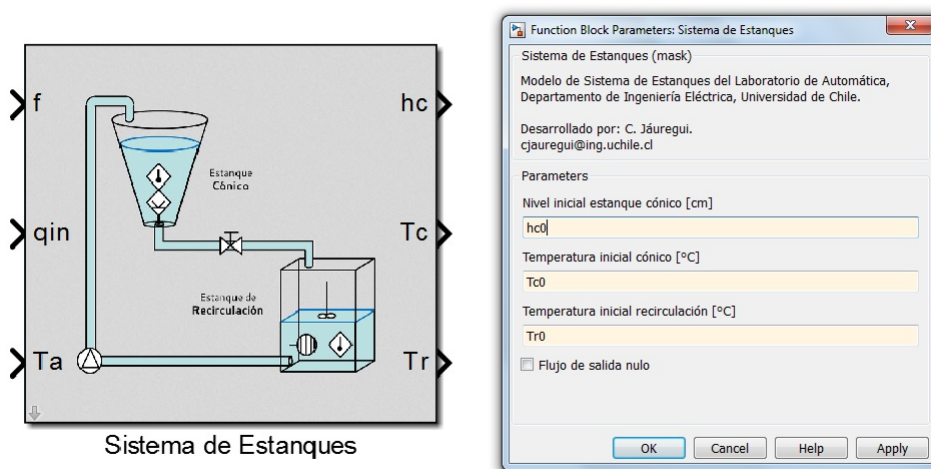 f
hc
qin
Tc
Ta
Tr
Estanque
Cónico
Estanque de
Recirculación
Sistema de Estanques
Function Block Parameters: Sistema de Estanques
Sistema de Estanques (mask)
Modelo de Sistema de Estanques del Laboratorio de Automática,
Departamento de Ingeniería Eléctrica, Universidad de Chile.
Desarrollado por: C. Jáuregui.
cjauregui@ing.uchile.cl
Parameters
Nivel inicial estanque cónico [cm]
hc0
Temperatura inicial cónico [ºC]
Tc0
Temperatura inicial recirculación [ºC]
Tr0
Flujo de salida nulo
OK Cancel Help Apply